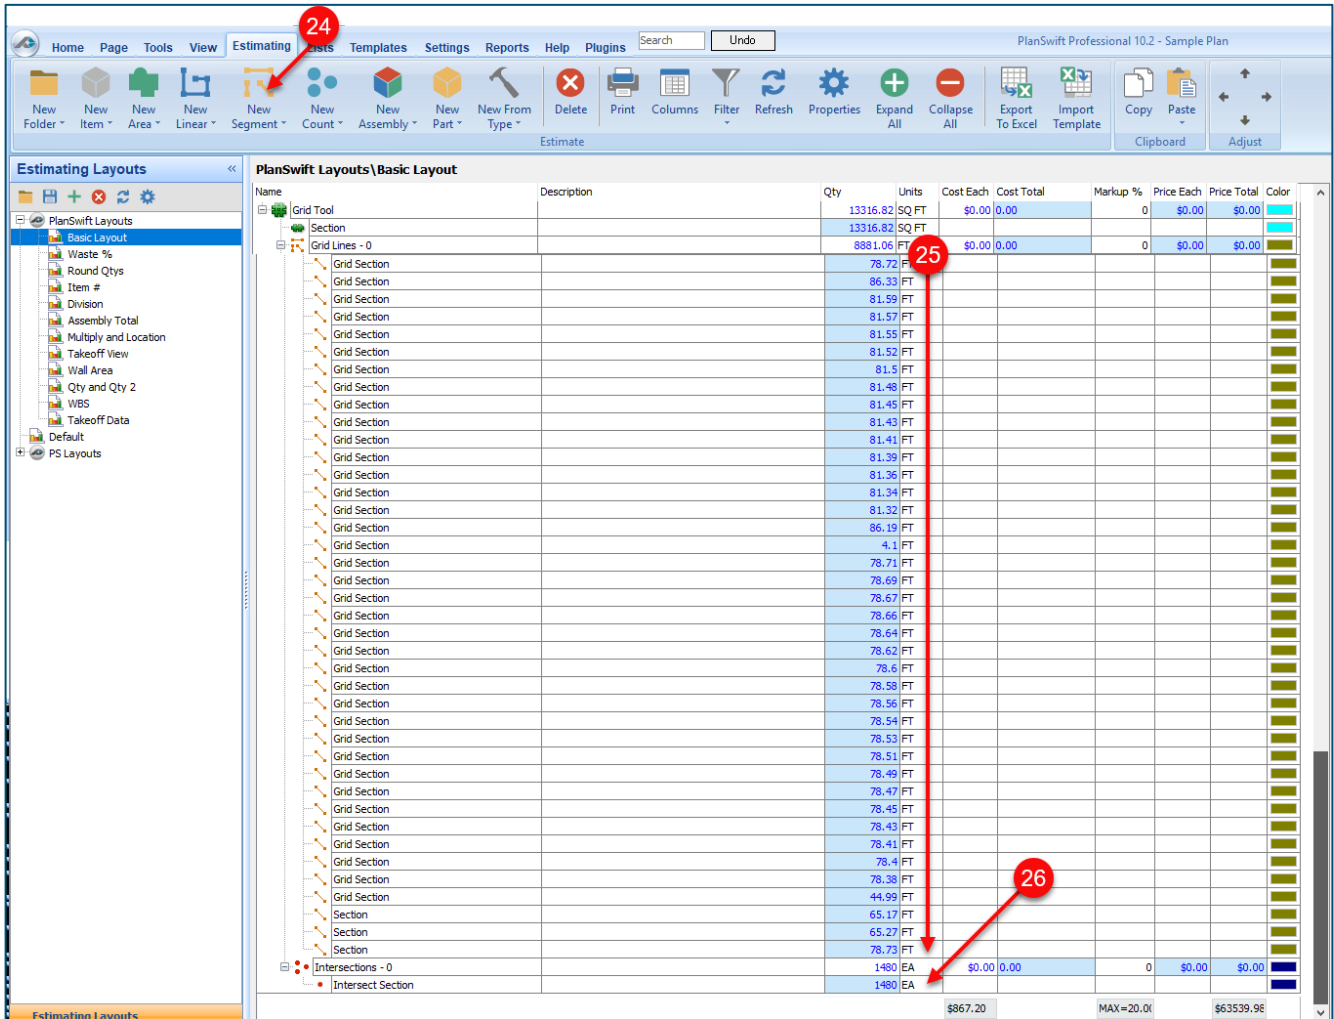 24
Home Page Tools View Estimating Lists Templates Settings Reports Help Plugins Search Undo PlanSwift Professional 10.2 - Sample Plan
New Folder New Item New Area New Linear New Segment New Count New Assembly New Part New From Type Delete Print Columns Filter Refresh Properties Expand All Collapse All Export To Excel Import Template Copy Paste
Estimate Clipboard Adjust
Estimating Layouts «
PlanSwift Layouts
Basic Layout
Waste %
Round Qtys
Item #
Division
Assembly Total
Multiply and Location
Takeoff View
Wall Area
Qty and Qty 2
WBS
Takeoff Data
Default
PS Layouts
Estimating Layouts
PlanSwift Layouts\Basic Layout
Name Description Qty Units Cost Each Cost Total Markup % Price Each Price Total Color
Grid Tool 13316.82 SQ FT $0.00 0.00 0 $0.00 $0.00
Section 13316.82 SQ FT
Grid Lines - 0 8881.06 FT $0.00 0.00 0 $0.00 $0.00
25
Grid Section 78.72 FT
Grid Section 86.33 FT
Grid Section 81.59 FT
Grid Section 81.57 FT
Grid Section 81.55 FT
Grid Section 81.52 FT
Grid Section 81.5 FT
Grid Section 81.48 FT
Grid Section 81.45 FT
Grid Section 81.43 FT
Grid Section 81.41 FT
Grid Section 81.39 FT
Grid Section 81.36 FT
Grid Section 81.34 FT
Grid Section 81.32 FT
Grid Section 86.19 FT
Grid Section 4.1 FT
Grid Section 78.71 FT
Grid Section 78.69 FT
Grid Section 78.67 FT
Grid Section 78.66 FT
Grid Section 78.64 FT
Grid Section 78.62 FT
Grid Section 78.6 FT
Grid Section 78.58 FT
Grid Section 78.56 FT
Grid Section 78.54 FT
Grid Section 78.53 FT
Grid Section 78.51 FT
Grid Section 78.49 FT
Grid Section 78.47 FT
Grid Section 78.45 FT
Grid Section 78.43 FT
Grid Section 78.41 FT
Grid Section 78.4 FT
Grid Section 78.38 FT
26
Grid Section 44.99 FT
Section 65.17 FT
Section 65.27 FT
Section 78.73 FT
Intersections - 0 1480 EA $0.00 0.00 0 $0.00 $0.00
Intersect Section 1480 EA
$867.20 MAX=20.0( $63539.98